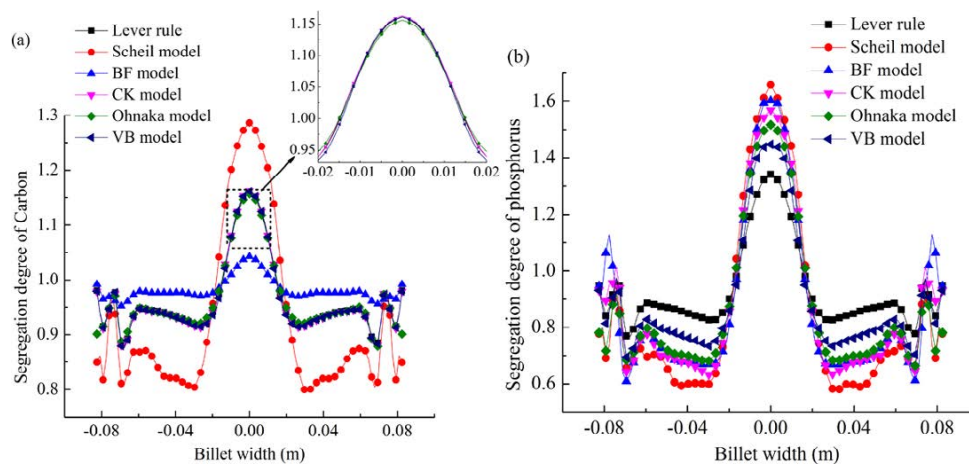 (a)
Lever rule
Scheil model
BF model
CK model
Ohnaka model
VB model
1.15
1.10
1.05
1.00
0.95
-0.02 -0.01 0.00 0.01 0.02
1.3
1.2
1.1
1.0
0.9
0.8
Segregation degree of Carbon
-0.08 -0.04 0.00 0.04 0.08
Billet width (m)
(b)
Lever rule
Scheil model
BF model
CK model
Ohnaka model
VB model
1.6
1.4
1.2
1.0
0.8
0.6
Segregation degree of phosphorus
-0.08 -0.04 0.00 0.04 0.08
Billet width (m)